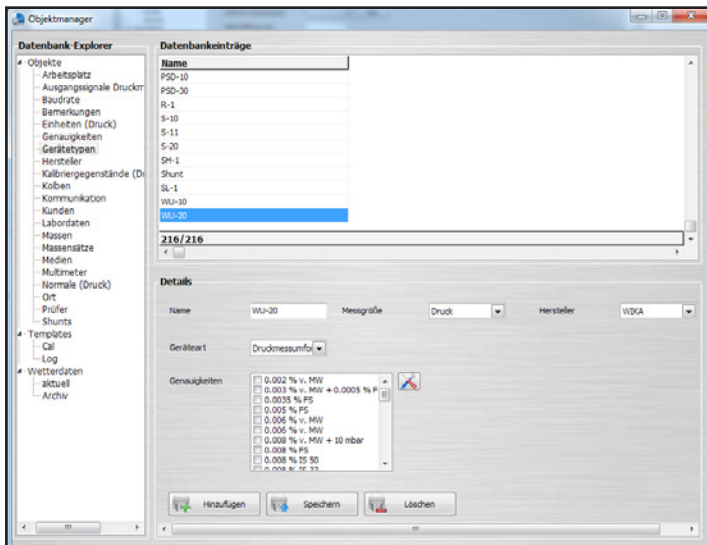 Objektmanager
Datenbank-Explorer
Objekte
Arbeitsplatz
Ausgangssignale Druckm
Baudrate
Bemerkungen
Einheiten (Druck)
Genauigkeiten
Gerätetypen
Hersteller
Kalibriergegenstände (Dr
Kolben
Kommunikation
Kunden
Labordaten
Massen
Massensätze
Medien
Multimeter
Normale (Druck)
Ort
Prüfer
Shunts
Templates
Cal
Log
Wetterdaten
aktuell
Archiv
Datenbankeinträge
Name
PSD-10
PSD-30
R-1
S-10
S-11
S-20
SH-1
Shunt
SL-1
WU-10
WU-20
216/216
Details
Name WU-20 Messgröße Druck Hersteller WIKA
Geräteart Druckmessumfo
Genauigkeiten
0.002 % v. MW
0.003 % v. MW + 0.0005 % F
0.0035 % FS
0.005 % FS
0.006 % v. MW
0.006 % v. MW
0.008 % v. MW + 10 mbar
0.008 % FS
0.008 % IS 50
0.008 % IS 33
Hinzufügen Speichern Löschen